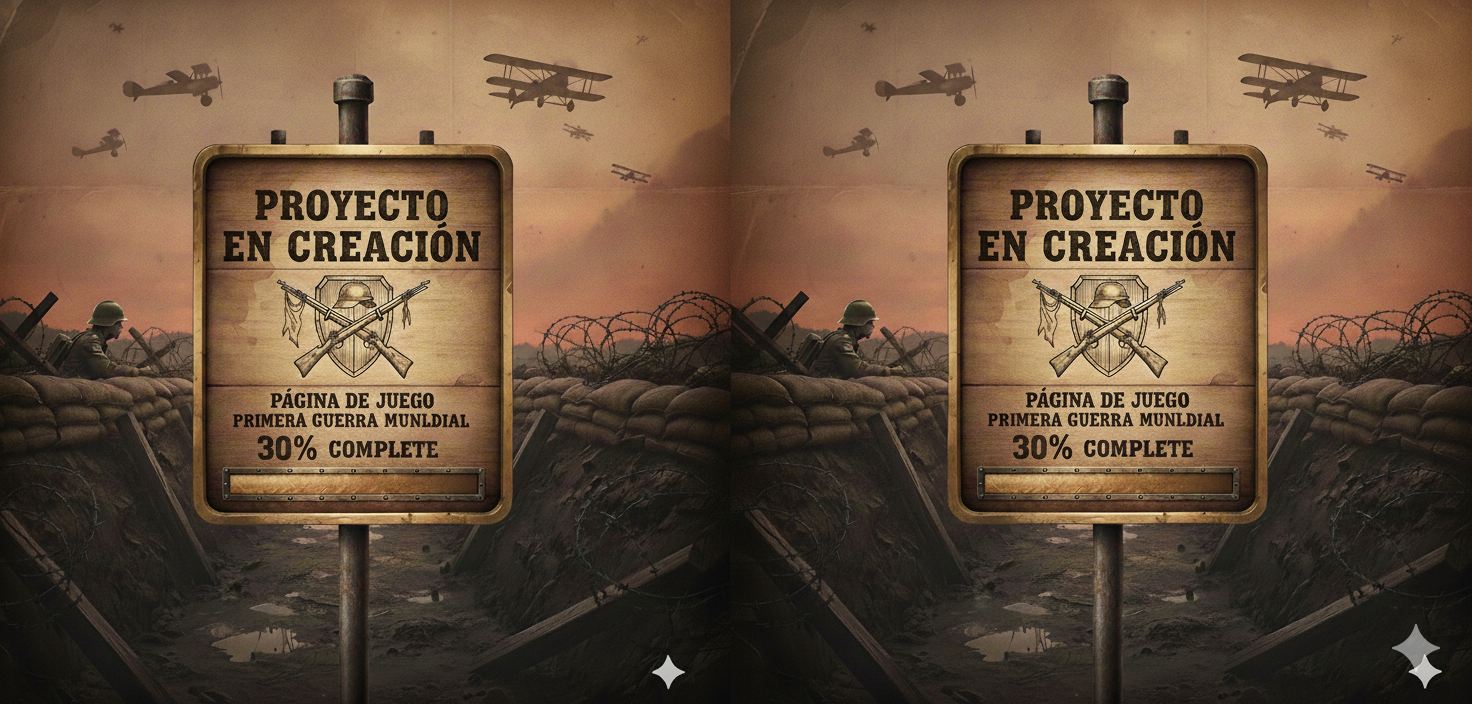 PROYECTO
EN CREACIÓN
PÁGINA DE JUEGO
PRIMERA GUERRA MUNLDIAL
30% COMPLETE
PROYECTO
EN CREACIÓN
PÁGINA DE JUEGO
PRIMERA GUERRA MUNLDIAL
30% COMPLETE